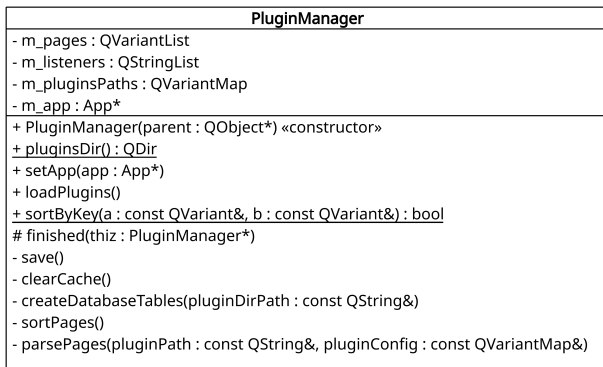 PluginManager
- m_pages : QVariantList
- m_listeners : QStringList
- m_pluginsPaths : QVariantMap
- m_app : App*
+ PluginManager(parent : QObject*) «constructor»
+ pluginsDir() : QDir
+ setApp(app : App*)
+ loadPlugins()
+ sortByKey(a : const QVariant&, b : const QVariant&) : bool
# finished(thiz : PluginManager*)
- save()
- clearCache()
- createDatabaseTables(pluginDirPath : const QString&)
- sortPages()
- parsePages(pluginPath : const QString&, pluginConfig : const QVariantMap&)